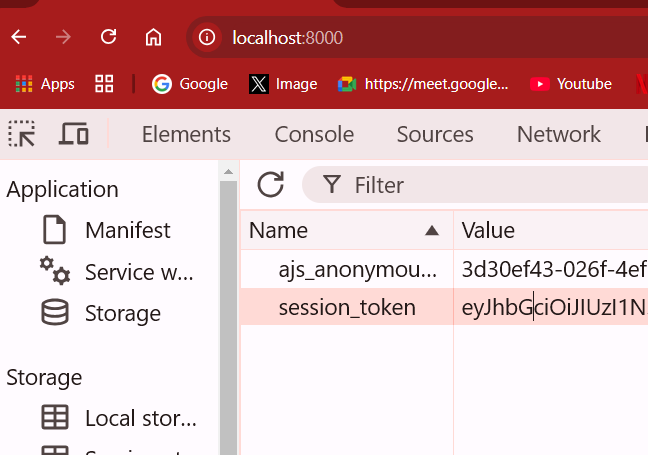 localhost:8000
Apps Google Image https://meet.google... Youtube
Elements Console Sources Network
Application
Filter
Manifest
Name Value
Service w...
ajs_anonymou... 3d30ef43-026f-4ef
Storage
session_token eyJhbGciOiJIUzI1N
Storage
Local stor...